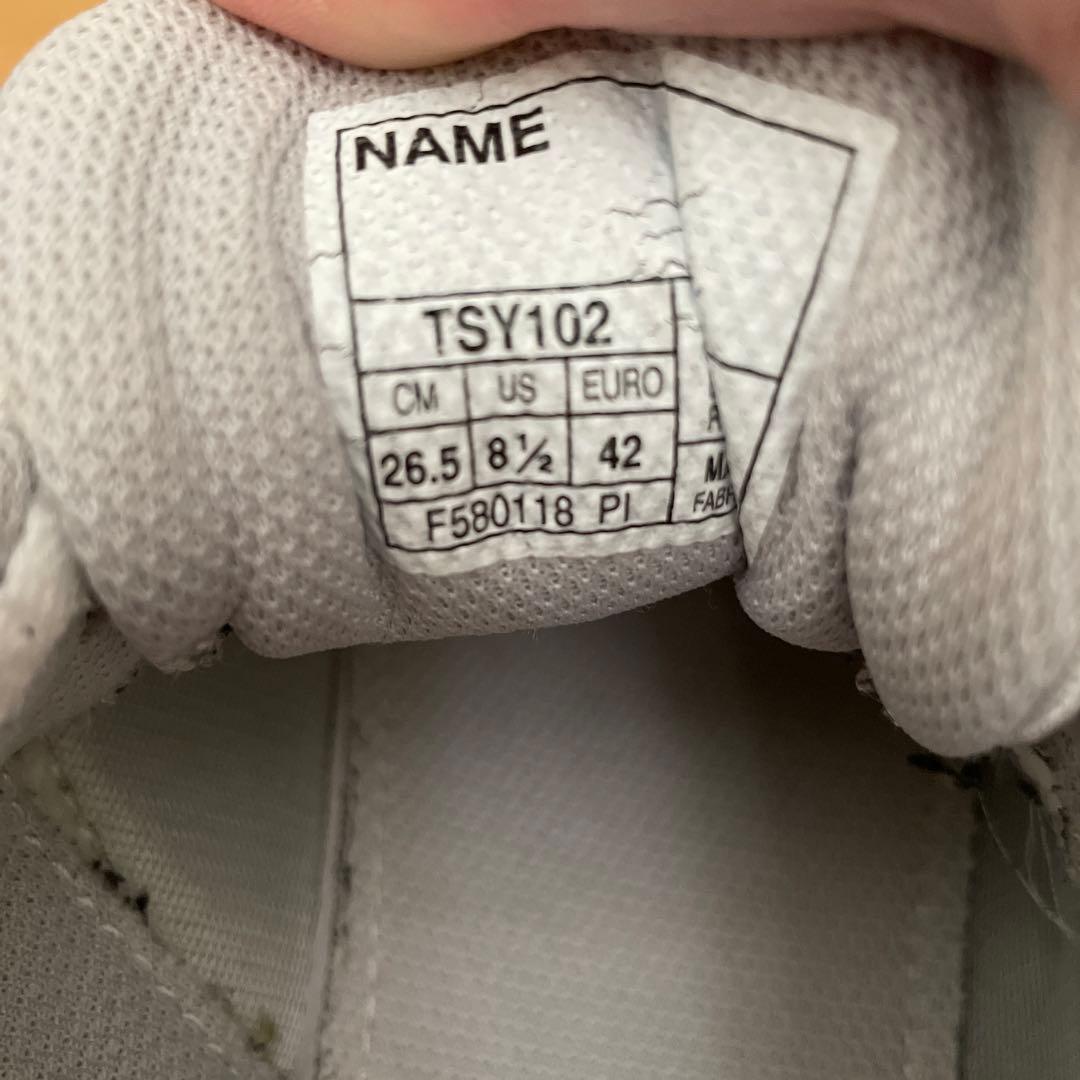 NAME
TSY102
CM US EURO
26.5 8½ 42
F580118 PI